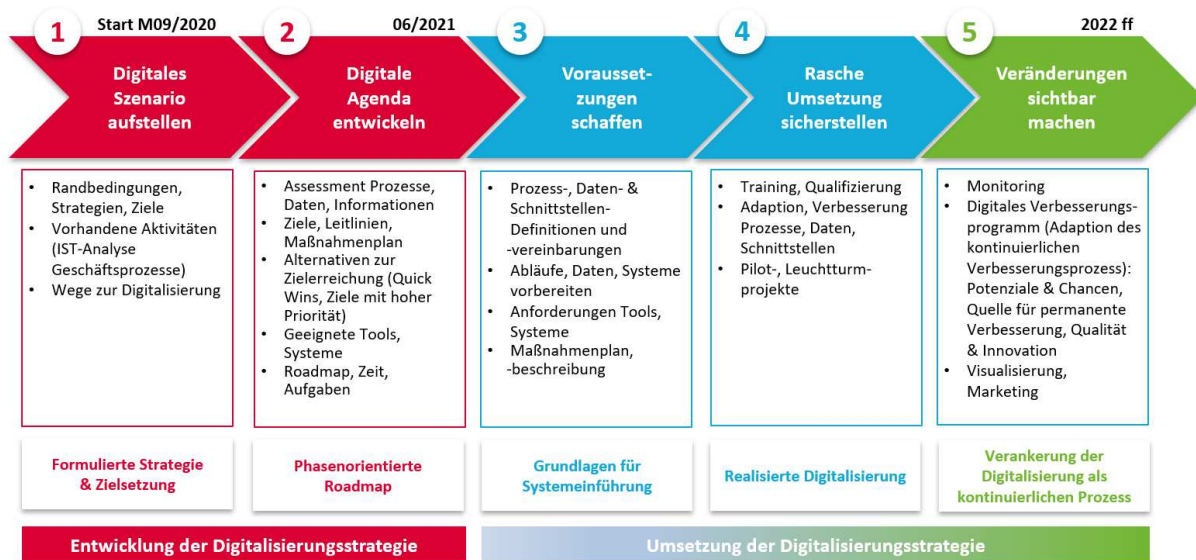 1
Start M09/2020
Digitales
Szenario
aufstellen
2
06/2021
Digitale
Agenda
entwickeln
3
Vorausset-
zungen
schaffen
4
Rasche
Umsetzung
sicherstellen
5
2022 ff
Veränderungen
sichtbar
machen
• Randbedingungen,
Strategien, Ziele
• Vorhandene Aktivitäten
(IST-Analyse
Geschäftsprozesse)
• Wege zur Digitalisierung
• Assessment Prozesse,
Daten, Informationen
• Ziele, Leitlinien,
Maßnahmenplan
• Alternativen zur
Zielerreichung (Quick
Wins, Ziele mit hoher
Priorität)
• Geeignete Tools,
Systeme
• Roadmap, Zeit,
Aufgaben
• Prozess-, Daten- &
Schnittstellen-
Definitionen und
-vereinbarungen
• Abläufe, Daten, Systeme
vorbereiten
• Anforderungen Tools,
Systeme
• Maßnahmenplan,
-beschreibung
• Training, Qualifizierung
• Adaption, Verbesserung
Prozesse, Daten,
Schnittstellen
• Pilot-, Leuchtturm-
projekte
• Monitoring
• Digitales Verbesserungs-
programm (Adaption des
kontinuierlichen
Verbesserungsprozess):
Potenziale & Chancen,
Quelle für permanente
Verbesserung, Qualität
& Innovation
• Visualisierung,
Marketing
Formulierte Strategie
& Zielsetzung
Phasenorientierte
Roadmap
Grundlagen für
Systemeinführung
Realisierte Digitalisierung
Verankerung der
Digitalisierung als
kontinuierlichen Prozess
Entwicklung der Digitalisierungsstrategie
Umsetzung der Digitalisierungsstrategie